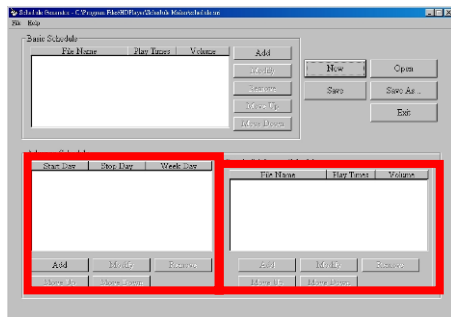 Schedule Generator - C:\Program Files\HDPlayer\Schedule Maker\schedule.sm
File Help
Basic Schedule
File Name Play Times Volume
Add
Modify
Remove
Move Up
Move Down
New Open
Save Save As ..
Exit
Start Day Stop Day Week Day
File Name Play Times Volume
Add Modify Remove
Move Up Move Down
Add Modify Remove
Move Up Move Down